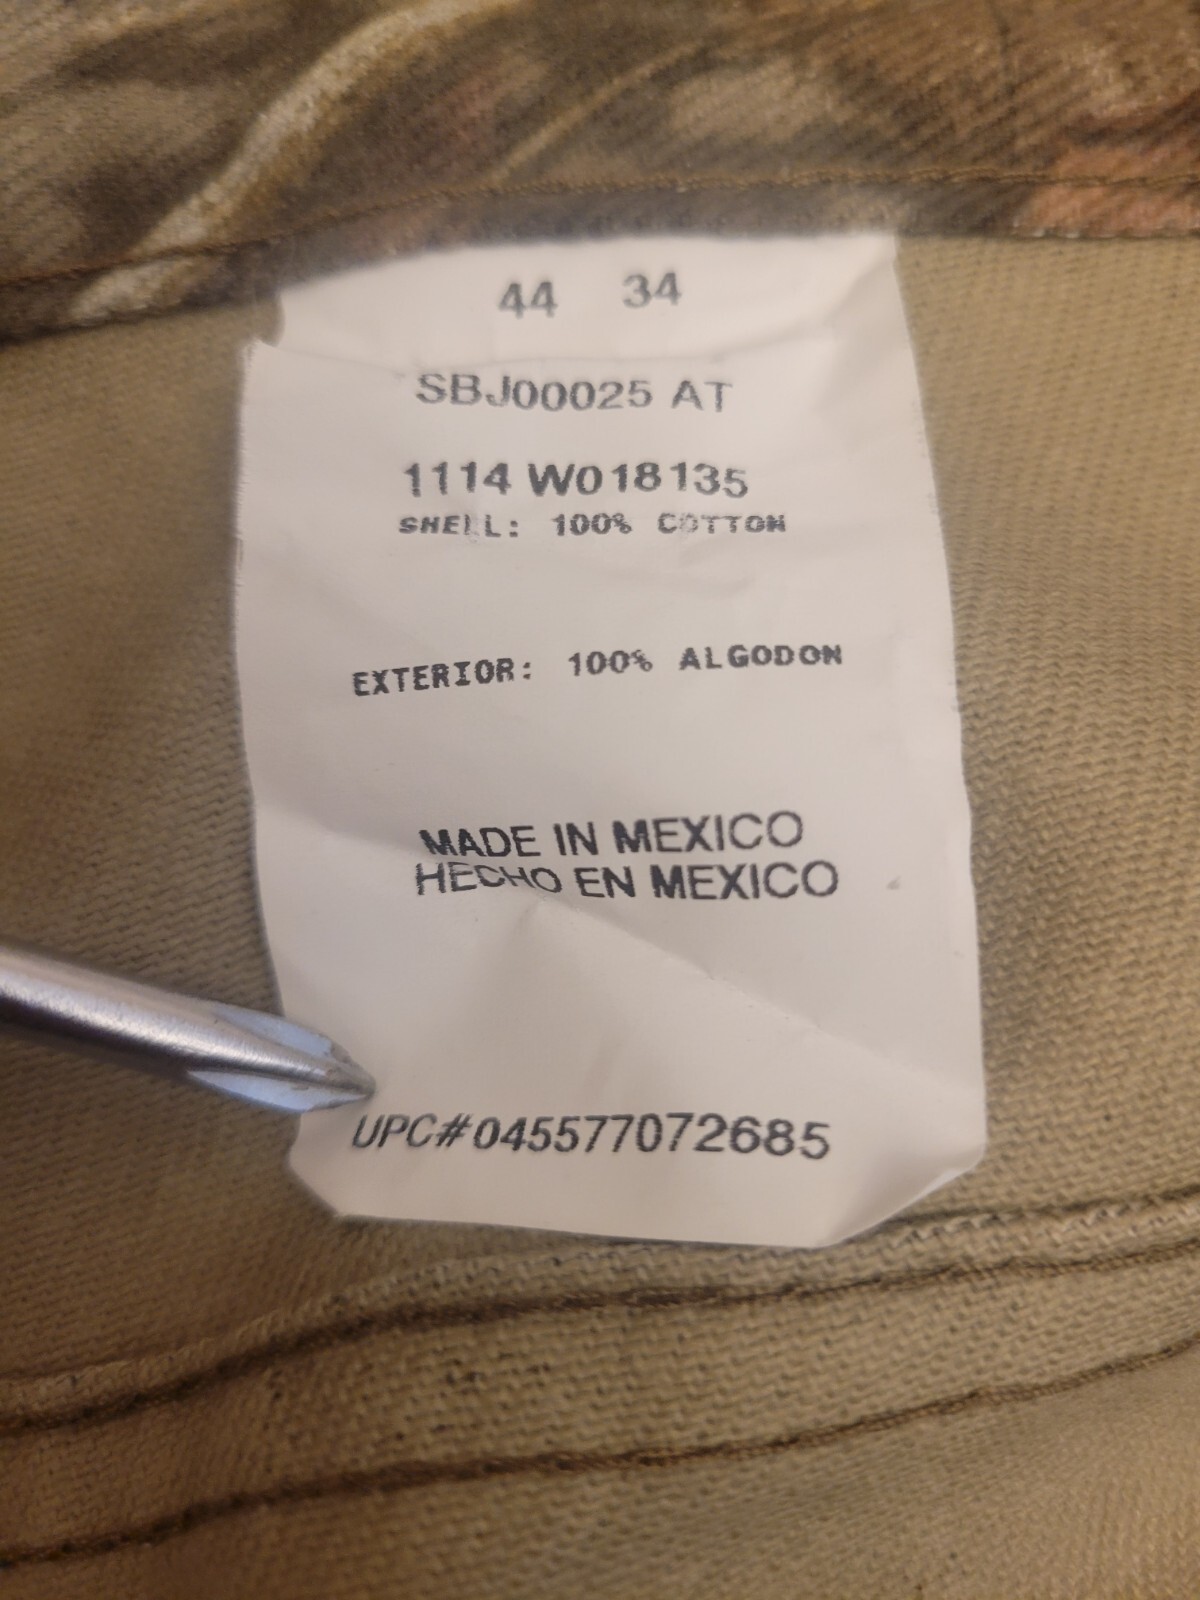 44 34
SBJ00025 AT
1114 W018135
SHELL: 100% COTTON
EXTERIOR: 100% ALGODON
MADE IN MEXICO
HECHO EN MEXICO
UPC#045577072685